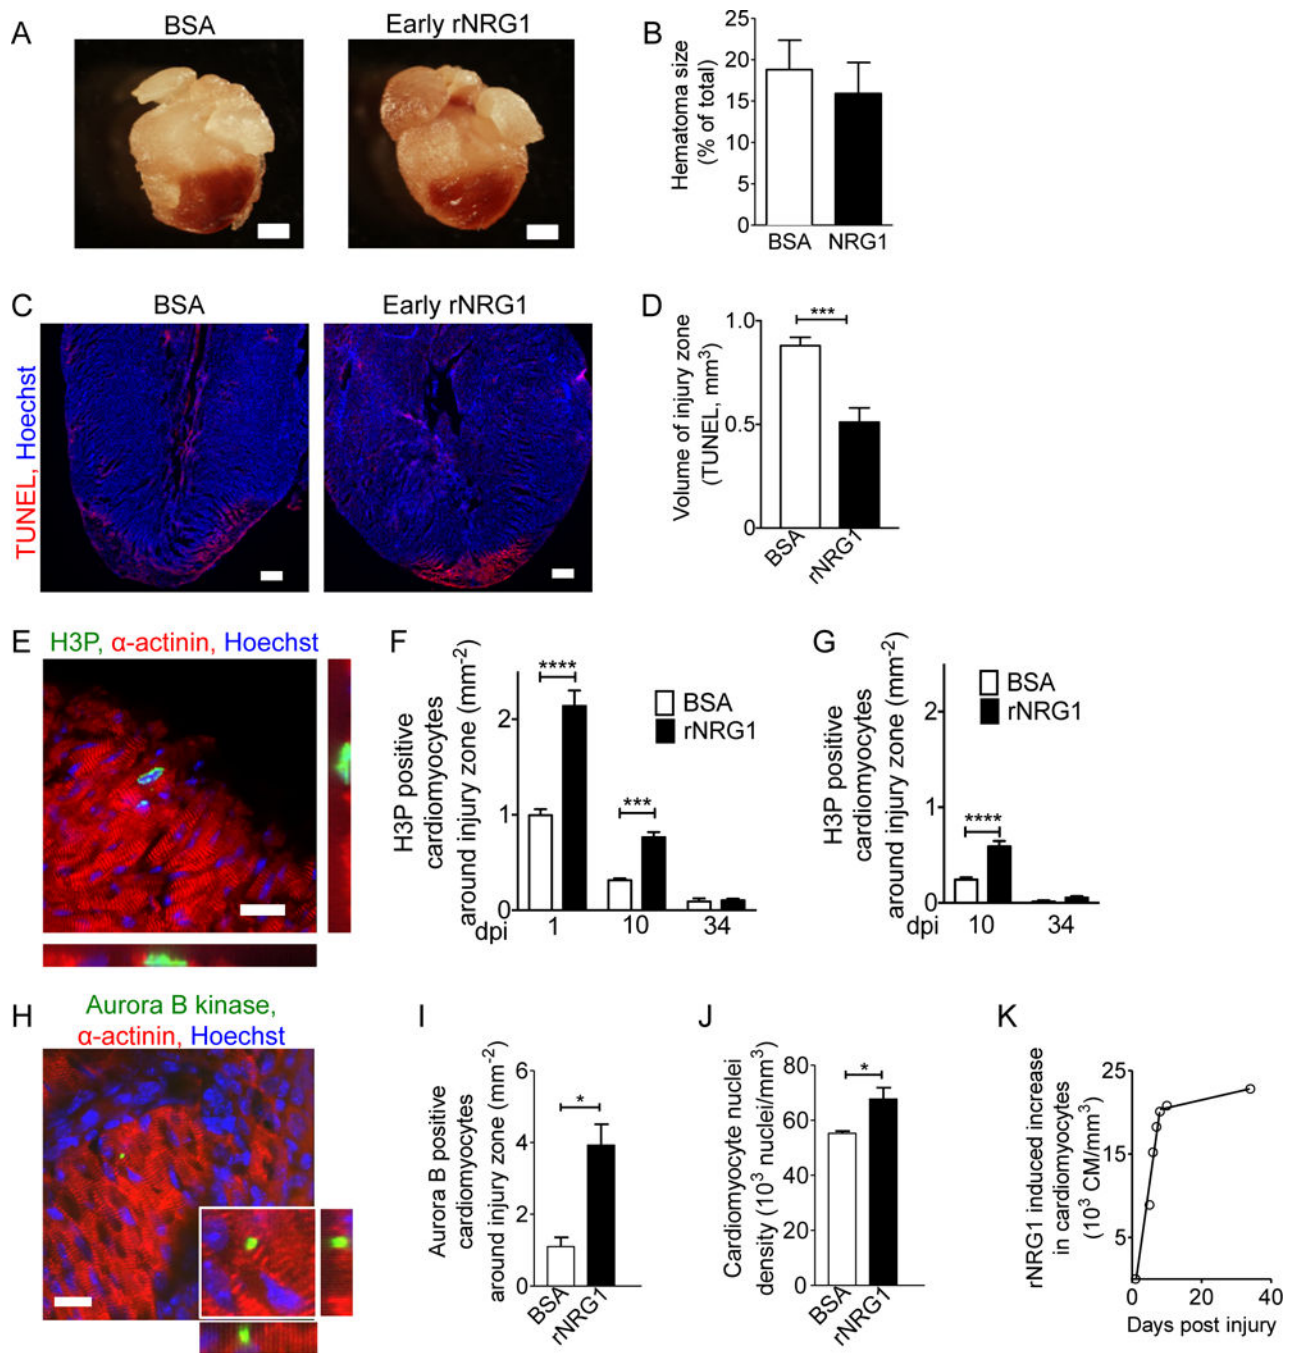 A
BSA
Early rNRG1
B
Hematoma size
(% of total)
25
20
15
10
5
0
BSA
NRG1
C
BSA
Early rNRG1
TUNEL, Hoechst
D
Volume of injury zone
(TUNEL, mm³)
1.0
0.5
0
***
BSA
rNRG1
E
H3P, α-actinin, Hoechst
F
H3P positive
cardiomyocytes
around injury zone (mm⁻²)
2
1
0
****
***
BSA
rNRG1
dpi
1
10
34
G
H3P positive
cardiomyocytes
around injury zone (mm⁻²)
2
1
0
****
BSA
rNRG1
10
34
H
Aurora B kinase,
α-actinin, Hoechst
I
Aurora B positive
cardiomyocytes
around injury zone (mm⁻²)
6
4
2
0
*
BSA
rNRG1
J
Cardiomyocyte nuclei
density (10³ nuclei/mm³)
80
60
40
20
0
*
BSA
rNRG1
K
rNRG1 induced increase
in cardiomyocytes
(10³ CM/mm³)
25
15
5
0
20
40
Days post injury